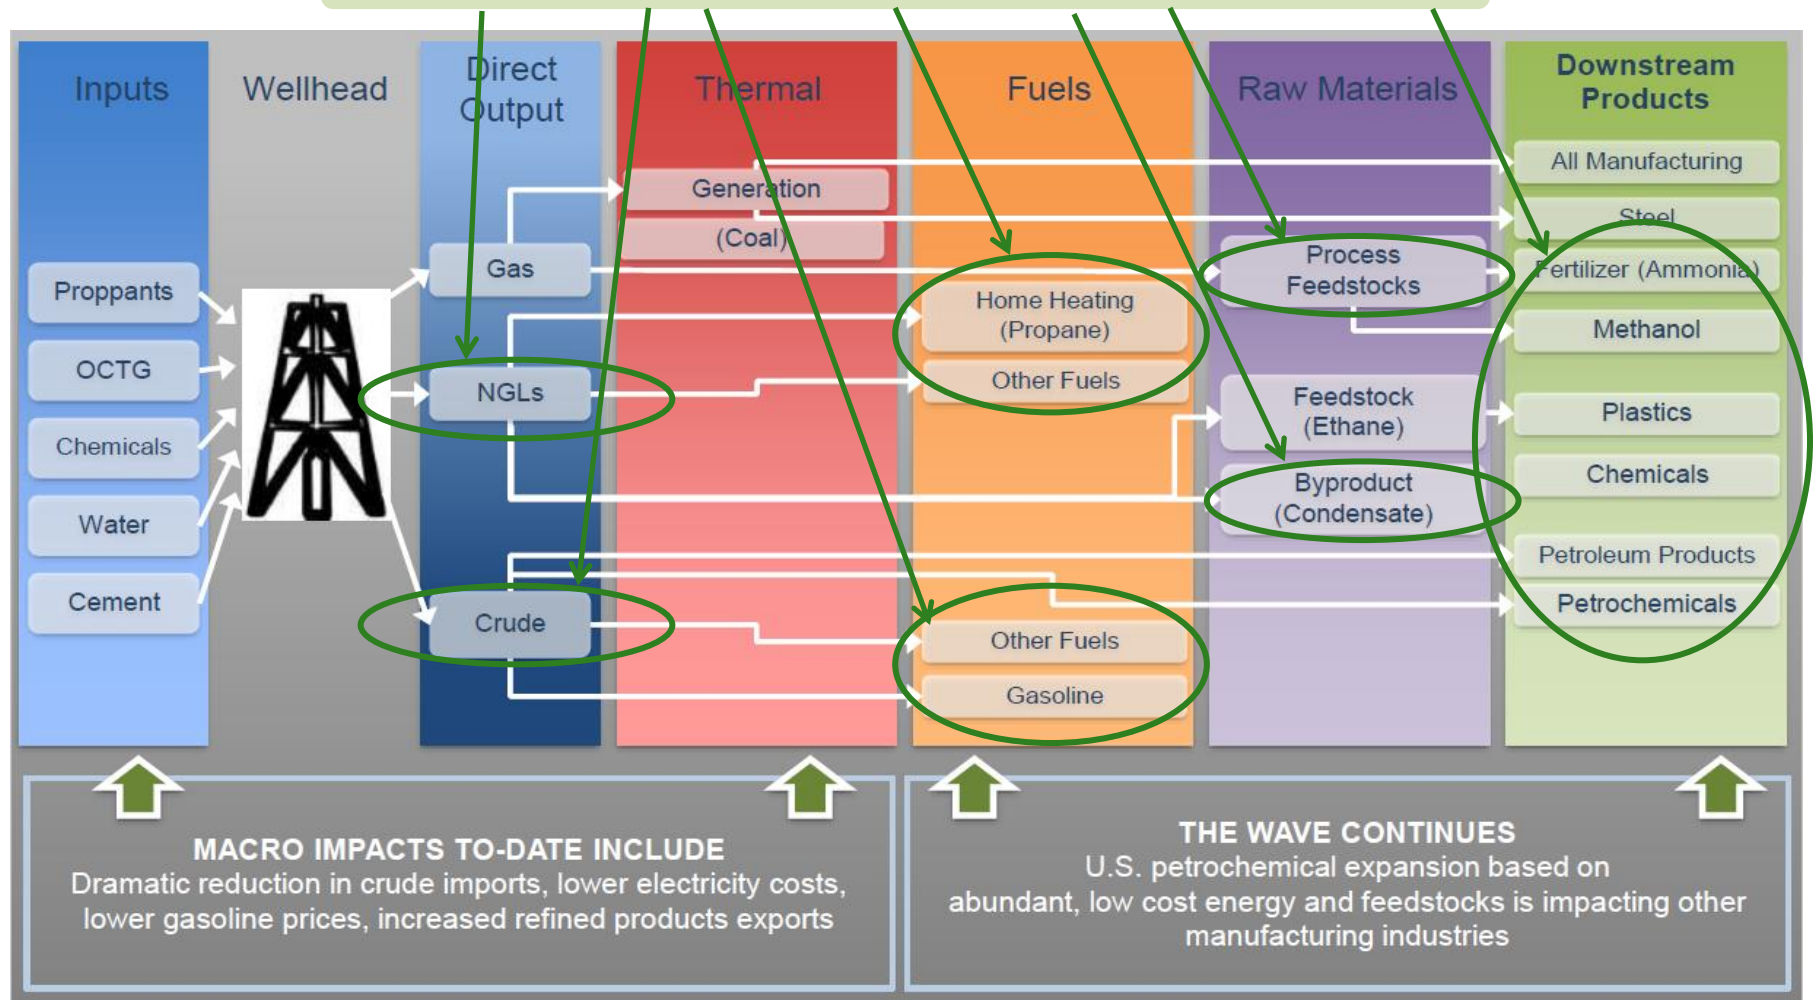 Inputs
Wellhead
Direct
Output
Thermal
Fuels
Raw Materials
Downstream
Products
Proppants
OCTG
Chemicals
Water
Cement
Gas
NGLs
Crude
Generation
(Coal)
Home Heating
(Propane)
Other Fuels
Other Fuels
Gasoline
Process
Feedstocks
Feedstock
(Ethane)
Byproduct
(Condensate)
All Manufacturing
Steel
Fertilizer (Ammonia)
Methanol
Plastics
Chemicals
Petroleum Products
Petrochemicals
MACRO IMPACTS TO-DATE INCLUDE
Dramatic reduction in crude imports, lower electricity costs,
lower gasoline prices, increased refined products exports
THE WAVE CONTINUES
U.S. petrochemical expansion based on
abundant, low cost energy and feedstocks is impacting other
manufacturing industries